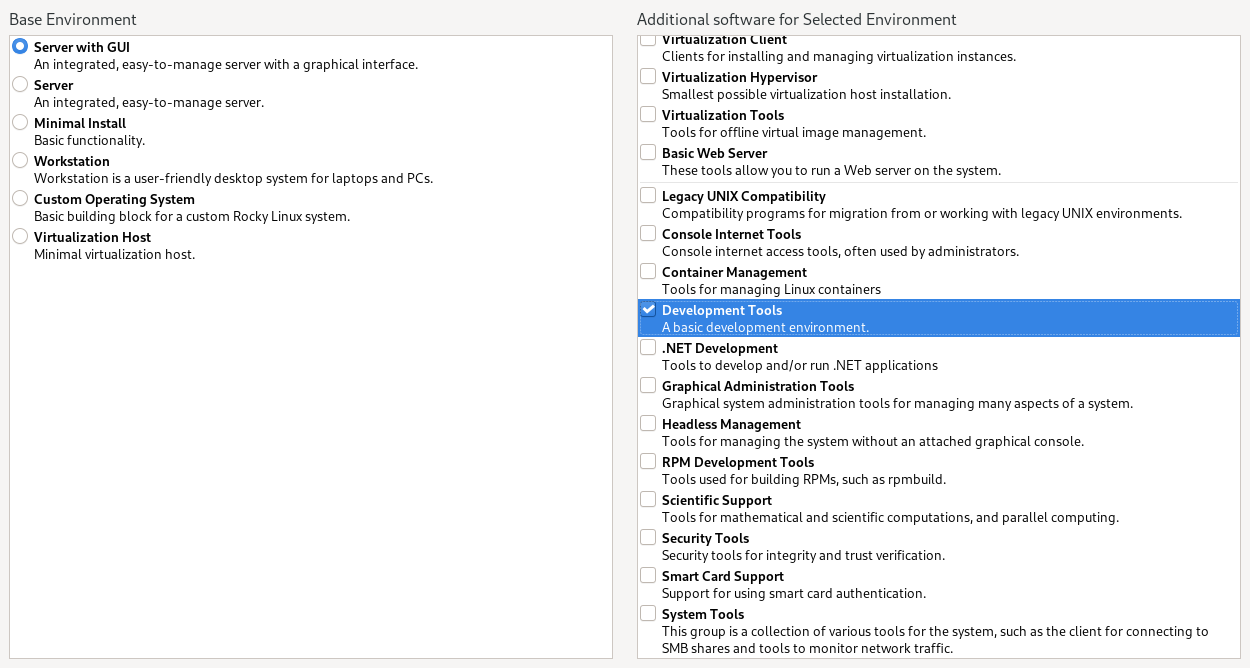 Base Environment
Server with GUI
An integrated, easy-to-manage server with a graphical interface.
Server
An integrated, easy-to-manage server.
Minimal Install
Basic functionality.
Workstation
Workstation is a user-friendly desktop system for laptops and PCs.
Custom Operating System
Basic building block for a custom Rocky Linux system.
Virtualization Host
Minimal virtualization host.
Additional software for Selected Environment
Virtualization Client
Clients for installing and managing virtualization instances.
Virtualization Hypervisor
Smallest possible virtualization host installation.
Virtualization Tools
Tools for offline virtual image management.
Basic Web Server
These tools allow you to run a Web server on the system.
Legacy UNIX Compatibility
Compatibility programs for migration from or working with legacy UNIX environments.
Console Internet Tools
Console internet access tools, often used by administrators.
Container Management
Tools for managing Linux containers
Development Tools
A basic development environment.
.NET Development
Tools to develop and/or run .NET applications
Graphical Administration Tools
Graphical system administration tools for managing many aspects of a system.
Headless Management
Tools for managing the system without an attached graphical console.
RPM Development Tools
Tools used for building RPMs, such as rpmbuild.
Scientific Support
Tools for mathematical and scientific computations, and parallel computing.
Security Tools
Security tools for integrity and trust verification.
Smart Card Support
Support for using smart card authentication.
System Tools
This group is a collection of various tools for the system, such as the client for connecting to
SMB shares and tools to monitor network traffic.